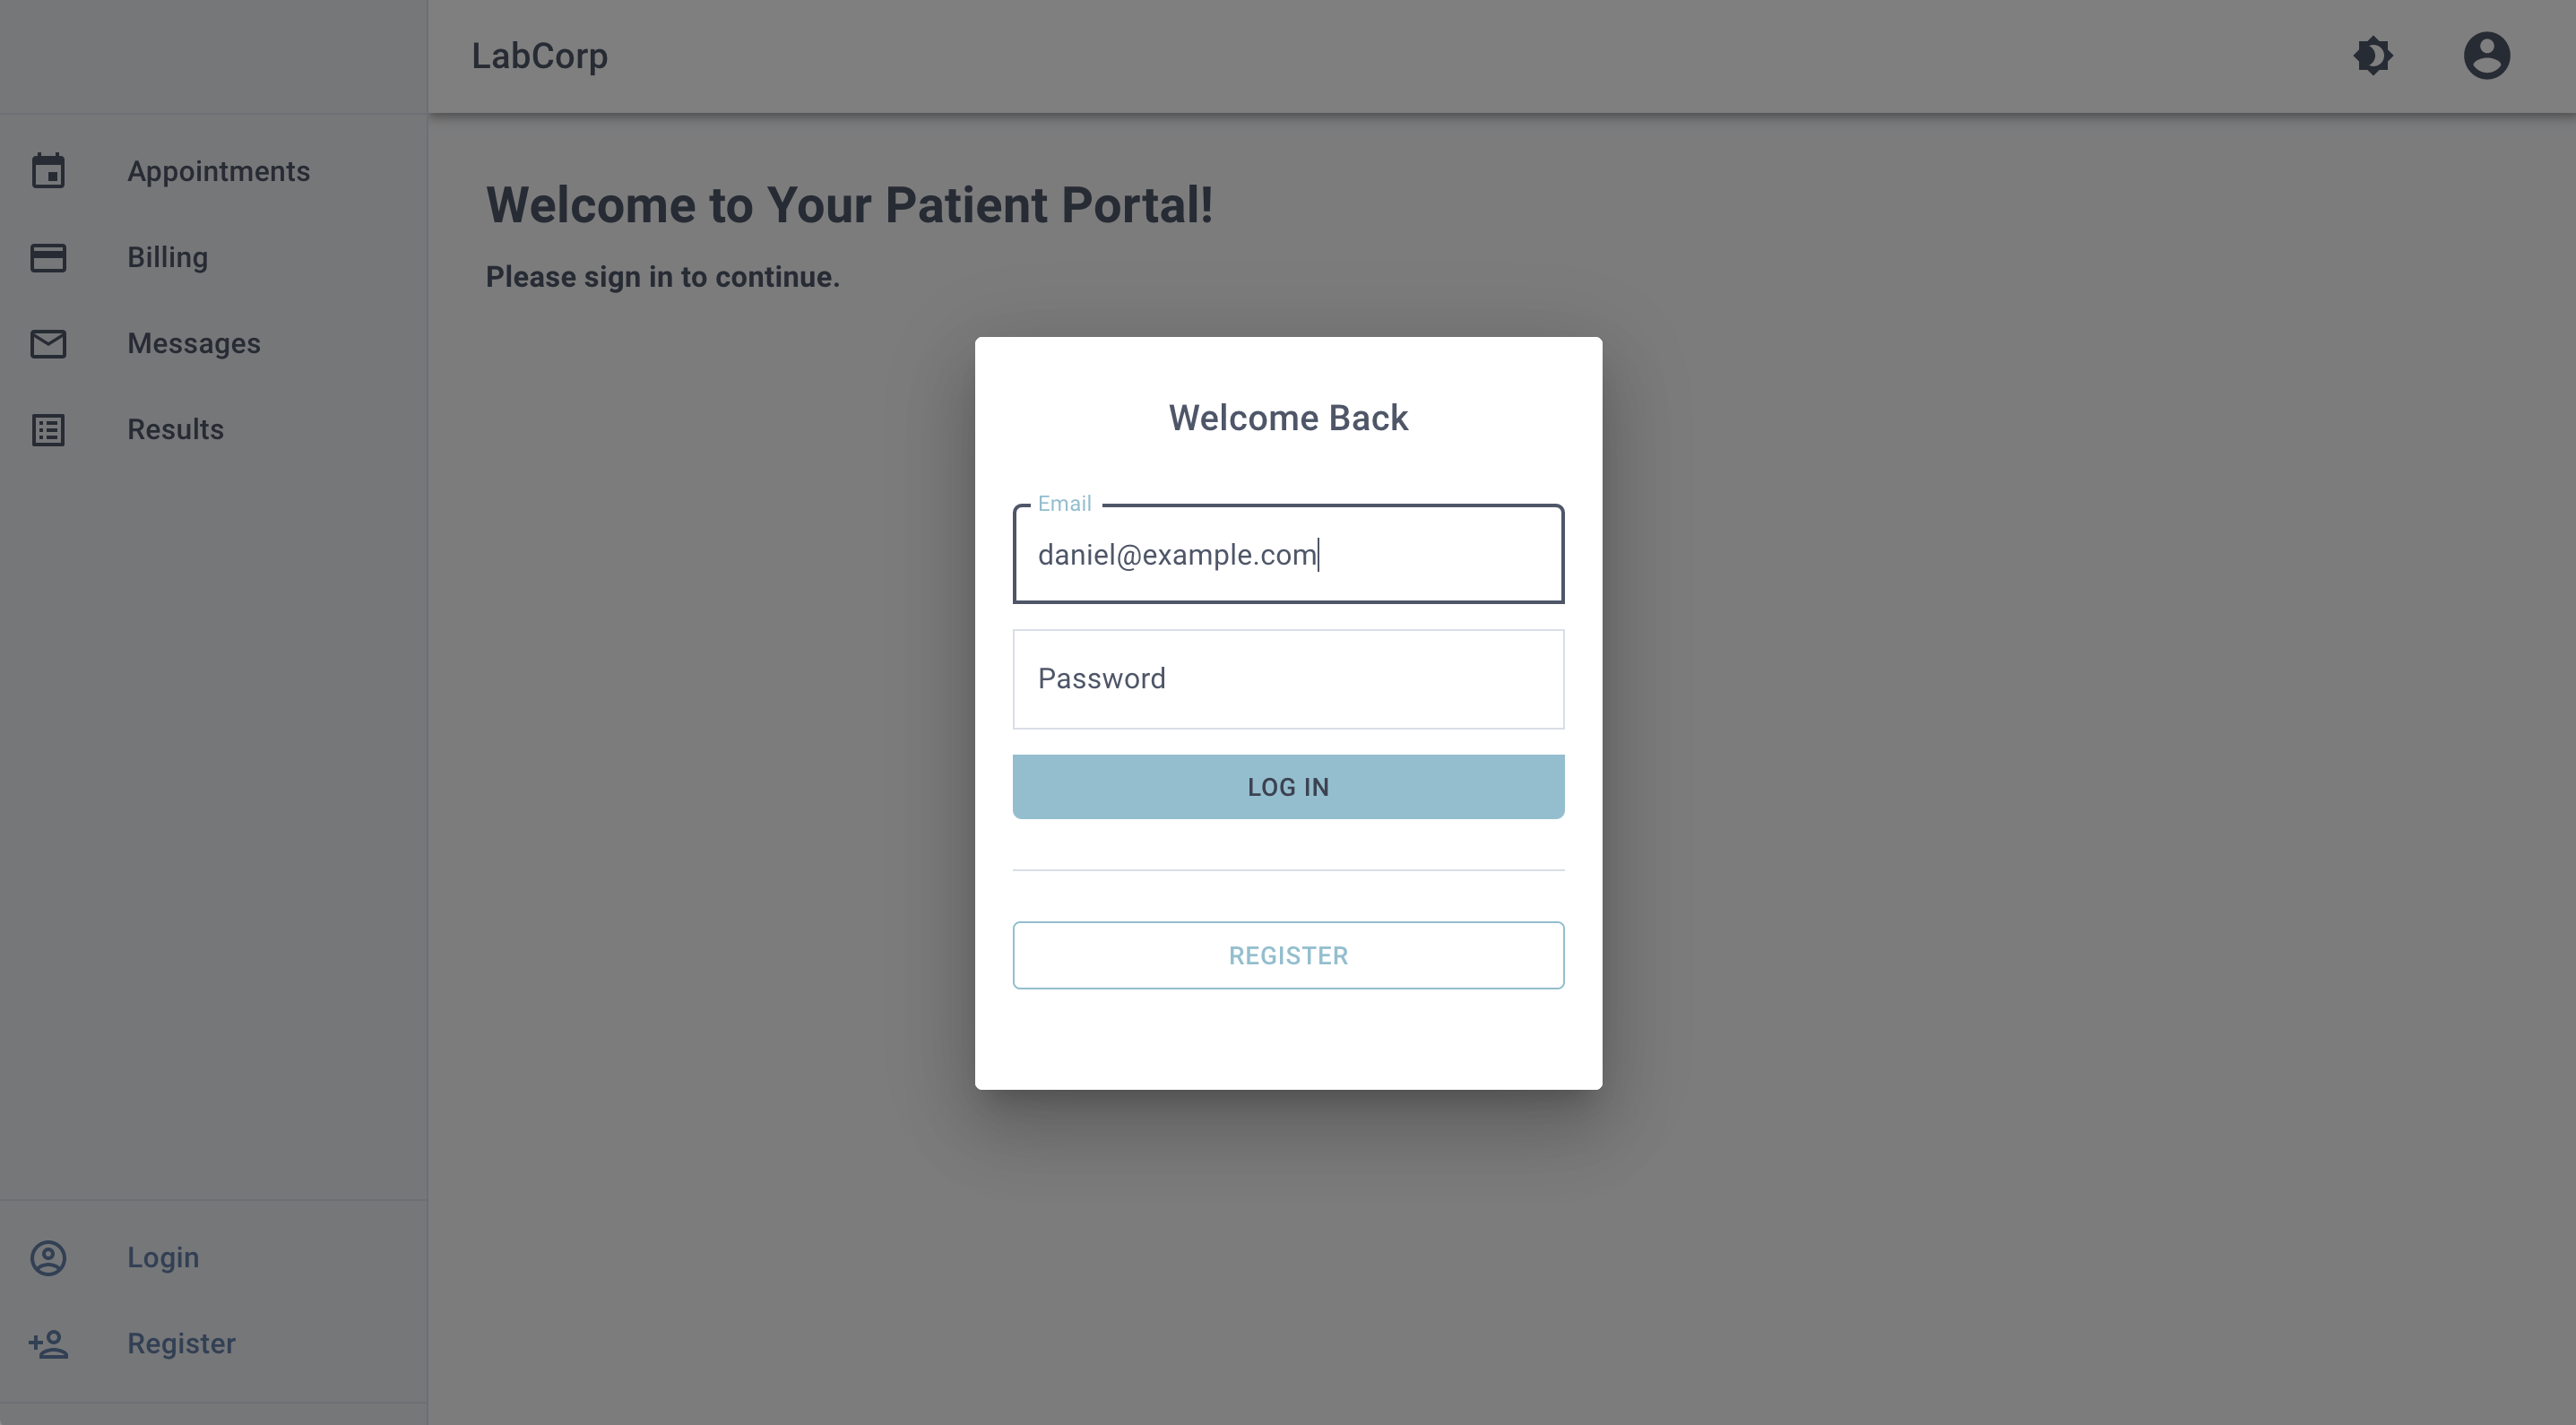 LabCorp
Appointments
Billing
Messages
Results
Login
Register
Welcome to Your Patient Portal!
Please sign in to continue.
Welcome Back
Email
daniel@example.com
Password
LOG IN
REGISTER